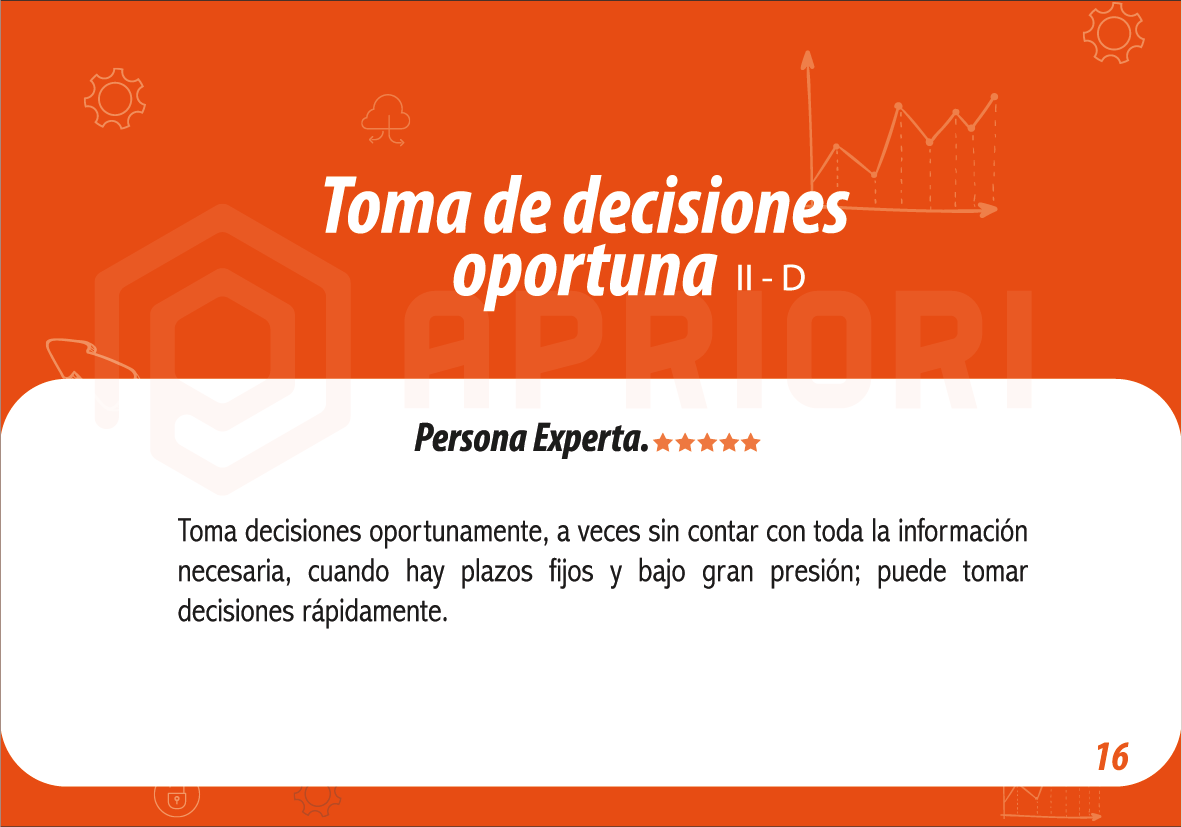 Toma de decisiones
oportuna II - D
APRIORI
Persona Experta.
Toma decisiones oportunamente, a veces sin contar con toda la información
necesaria, cuando hay plazos fijos y bajo gran presión; puede tomar
decisiones rápidamente.
16